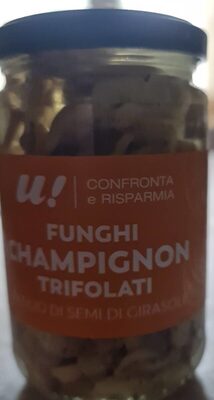 u! CONFRONTA
e RISPARMIA
FUNGHI
CHAMPIGNON
TRIFOLATI
DI SEMI DI GIRASOLE